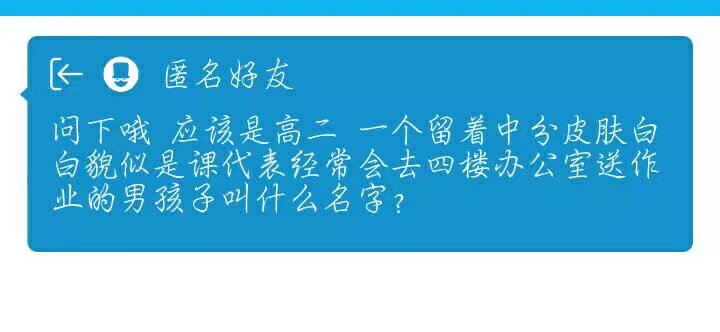 匿名好友
问下哦 应该是高二 一个留着中分皮肤白
白貌似是课代表经常会去四楼办公室送作
业的男孩子叫什么名字?